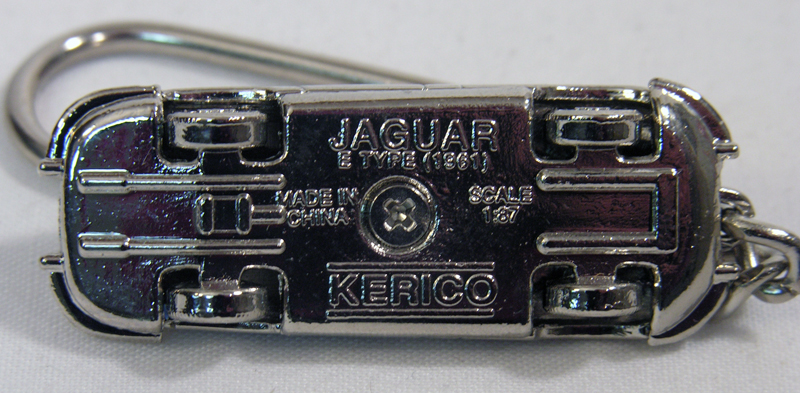 JAGUAR
E TYPE (1961)
MADE IN
CHINA.
SCALE
1:87
KERICO